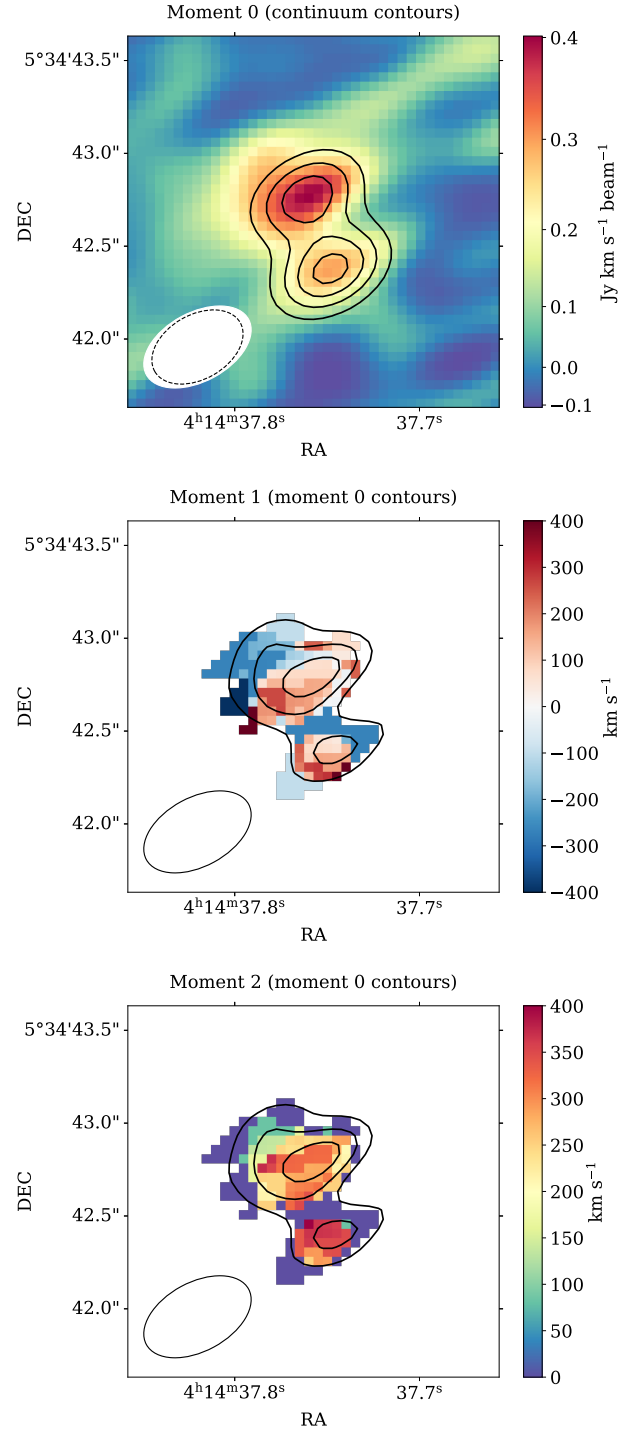 Moment 0 (continuum contours)
5°34'43.5"
43.0"
42.5"
42.0"
DEC
4ʰ14ᵐ37.8ˢ
37.7ˢ
RA
0.4
0.3
0.2
0.1
0.0
−0.1
Jy km s⁻¹ beam⁻¹
Moment 1 (moment 0 contours)
5°34'43.5"
43.0"
42.5"
42.0"
DEC
4ʰ14ᵐ37.8ˢ
37.7ˢ
RA
400
300
200
100
0
−100
−200
−300
−400
km s⁻¹
Moment 2 (moment 0 contours)
5°34'43.5"
43.0"
42.5"
42.0"
DEC
4ʰ14ᵐ37.8ˢ
37.7ˢ
RA
400
350
300
250
200
150
100
50
0
km s⁻¹